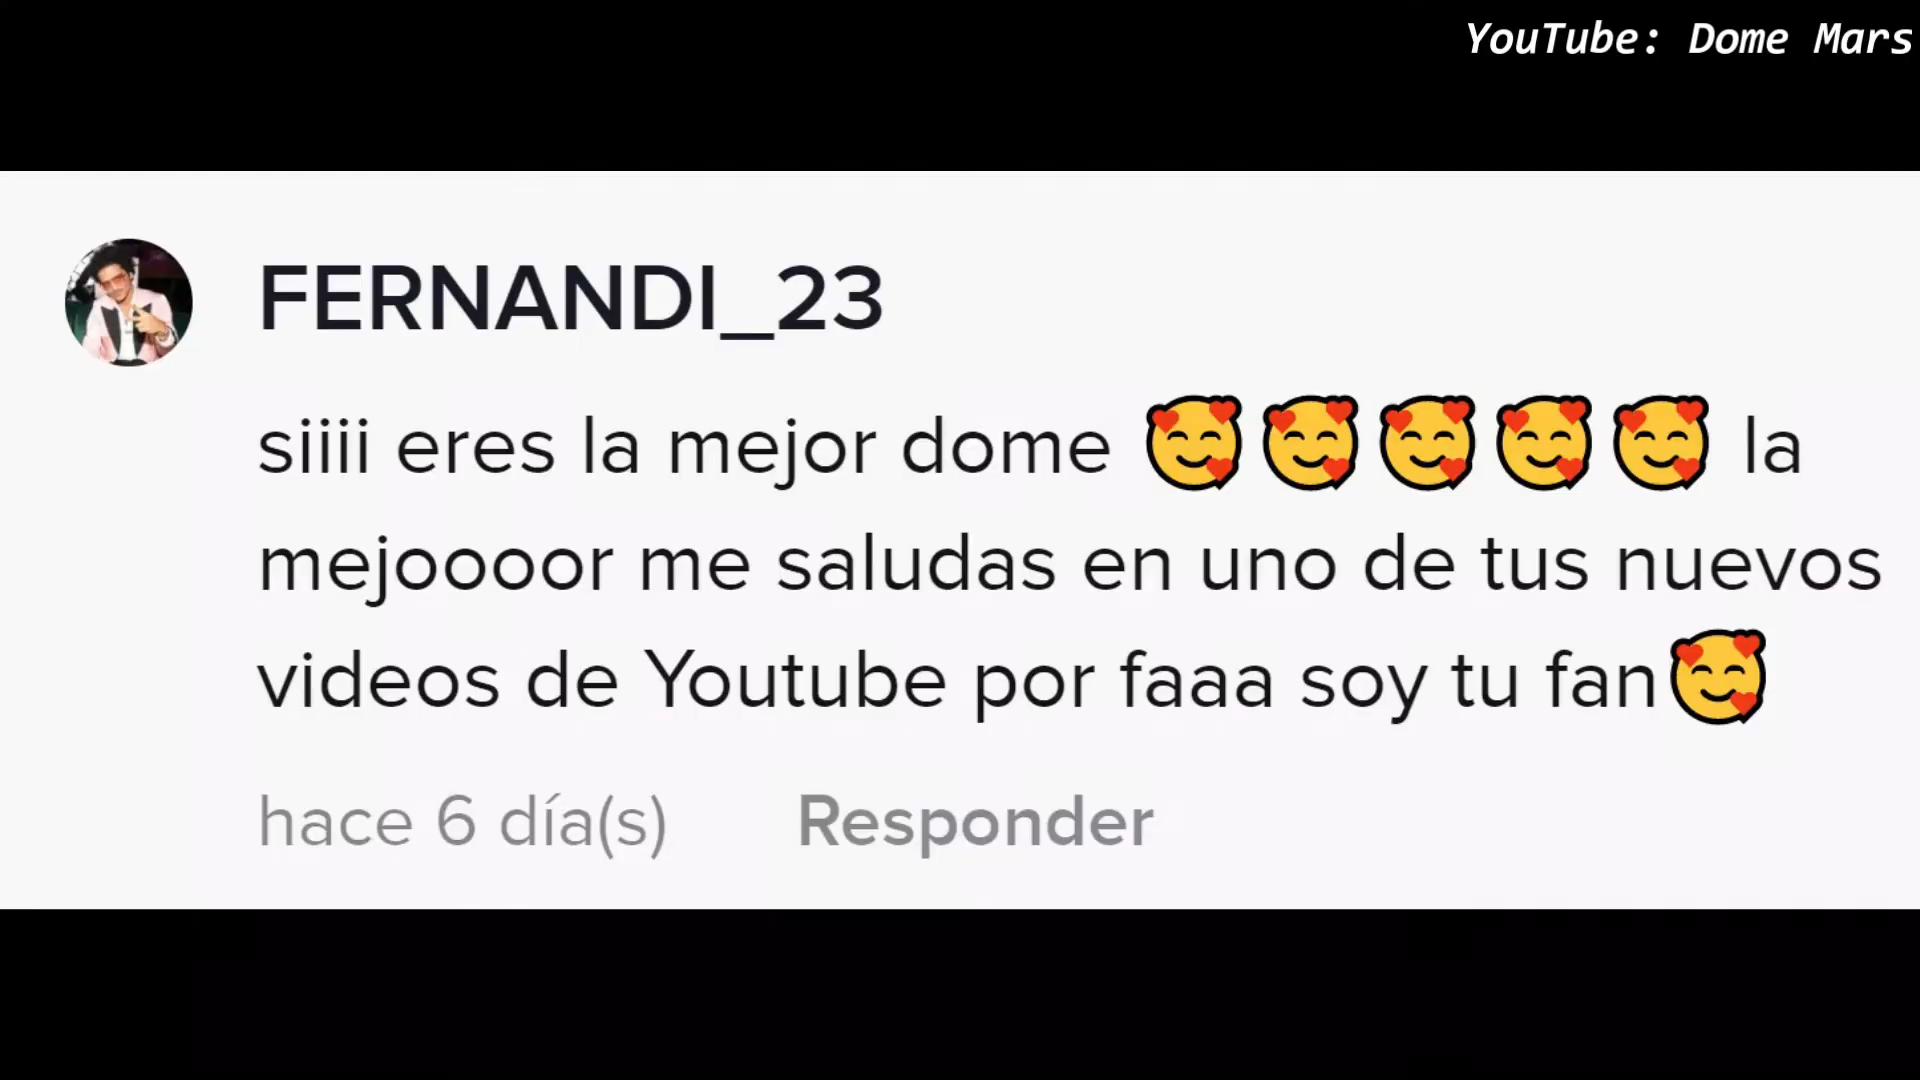 YouTube: Dome Mars
FERNANDI_23
siiii eres la mejor dome 🥰🥰🥰🥰🥰 la
mejoooor me saludas en uno de tus nuevos
videos de Youtube por faaa soy tu fan🥰
hace 6 día(s) Responder